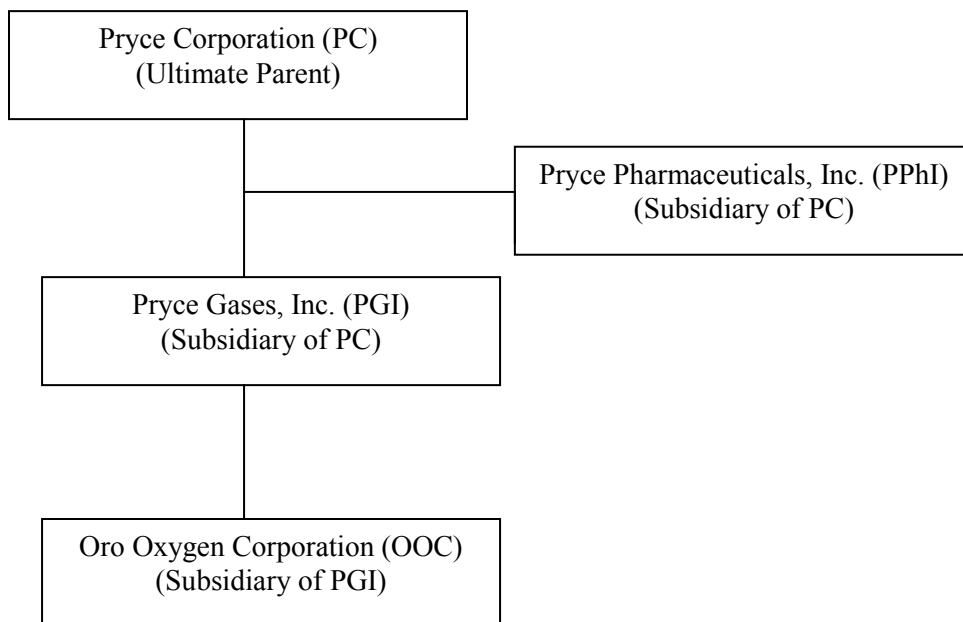 Pryce Corporation (PC)
(Ultimate Parent)
Pryce Pharmaceuticals, Inc. (PPhI)
(Subsidiary of PC)
Pryce Gases, Inc. (PGI)
(Subsidiary of PC)
Oro Oxygen Corporation (OOC)
(Subsidiary of PGI)